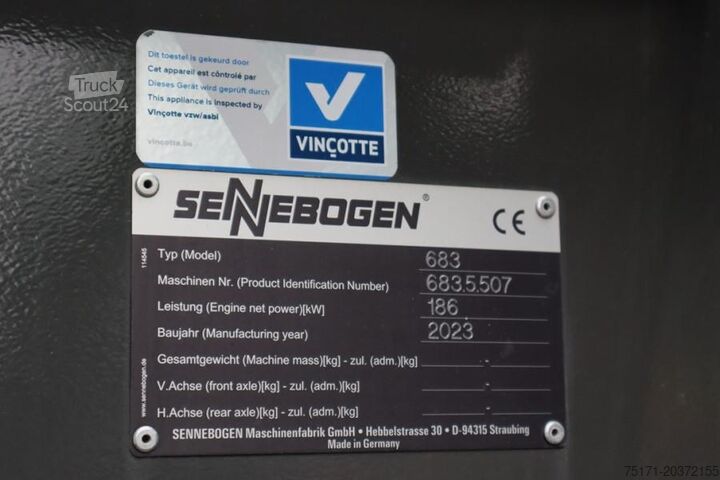 Truck
Scout24
Dit toestel is gekeurd door
Cet appareil est côntrolé par
Dieses Gerät wird geprüft durch
This appliance is inspected by
Vinçotte vzw/asbl
vincotte.be
VINÇOTTE
SENNEBOGEN®
CE
114545
Typ (Model) 683
Maschinen Nr. (Product Identification Number) 683.5.507
Leistung (Engine net power)[kW] 186
Baujahr (Manufacturing year) 2023
Gesamtgewicht (Machine mass)[kg] - zul. (adm.)[kg] -
V.Achse (front axle)[kg] - zul. (adm.)[kg] -
H.Achse (rear axle)[kg] - zul. (adm.)[kg] -
www.sennebogen.de
SENNEBOGEN Maschinenfabrik GmbH • Hebbelstrasse 30 • D-94315 Straubing
Made in Germany
75171-20372155